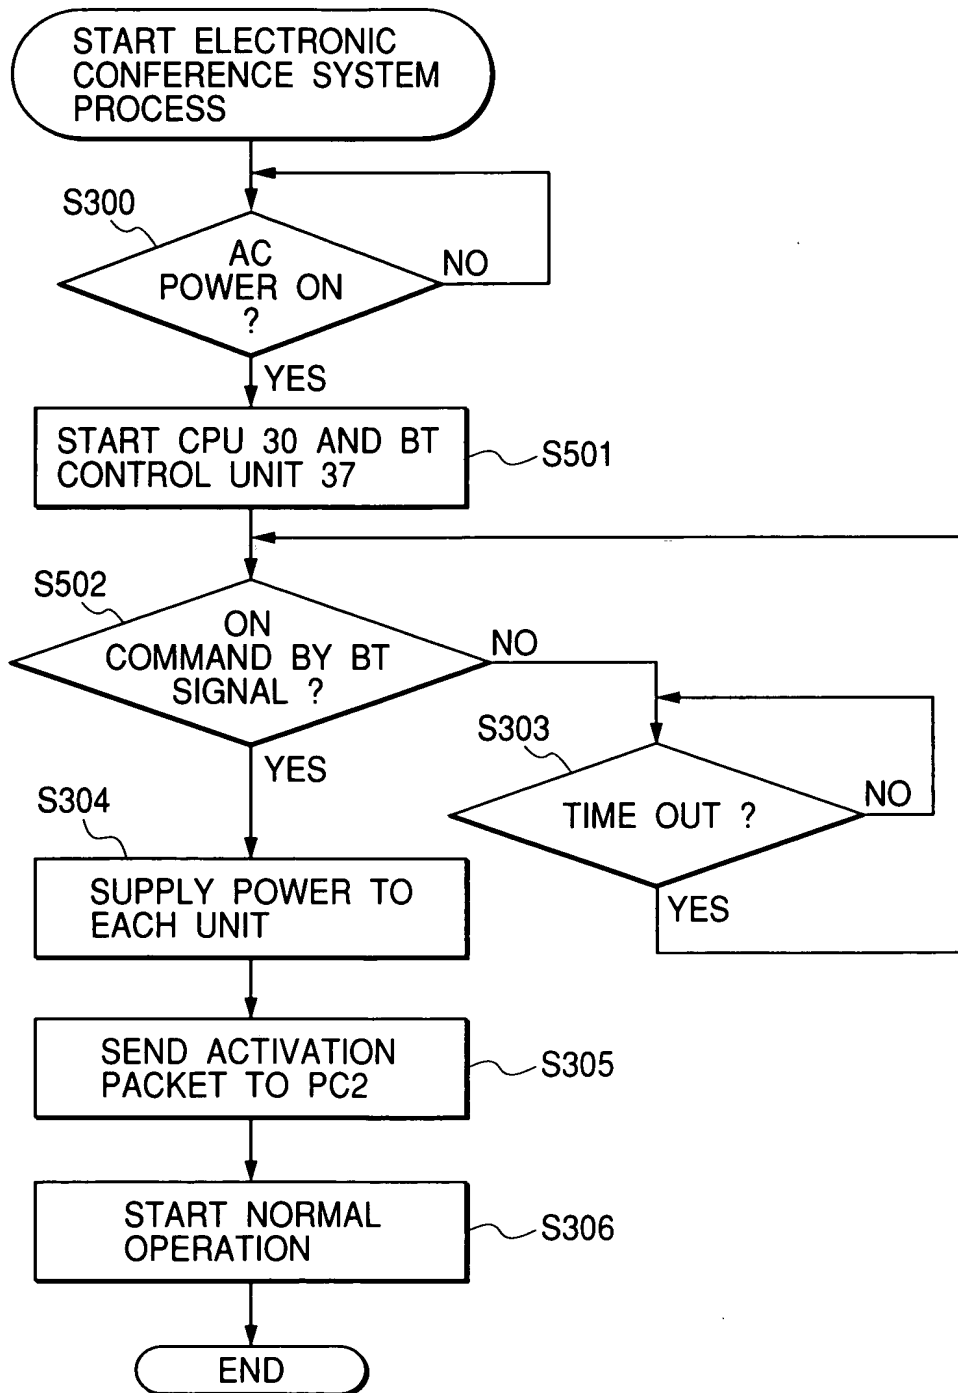 START ELECTRONIC
CONFERENCE SYSTEM
PROCESS
S300
AC
POWER ON
?
NO
YES
START CPU 30 AND BT
CONTROL UNIT 37
S501
S502
ON
COMMAND BY BT
SIGNAL ?
NO
YES
S303
TIME OUT ?
NO
YES
S304
SUPPLY POWER TO
EACH UNIT
SEND ACTIVATION
PACKET TO PC2
S305
START NORMAL
OPERATION
S306
END